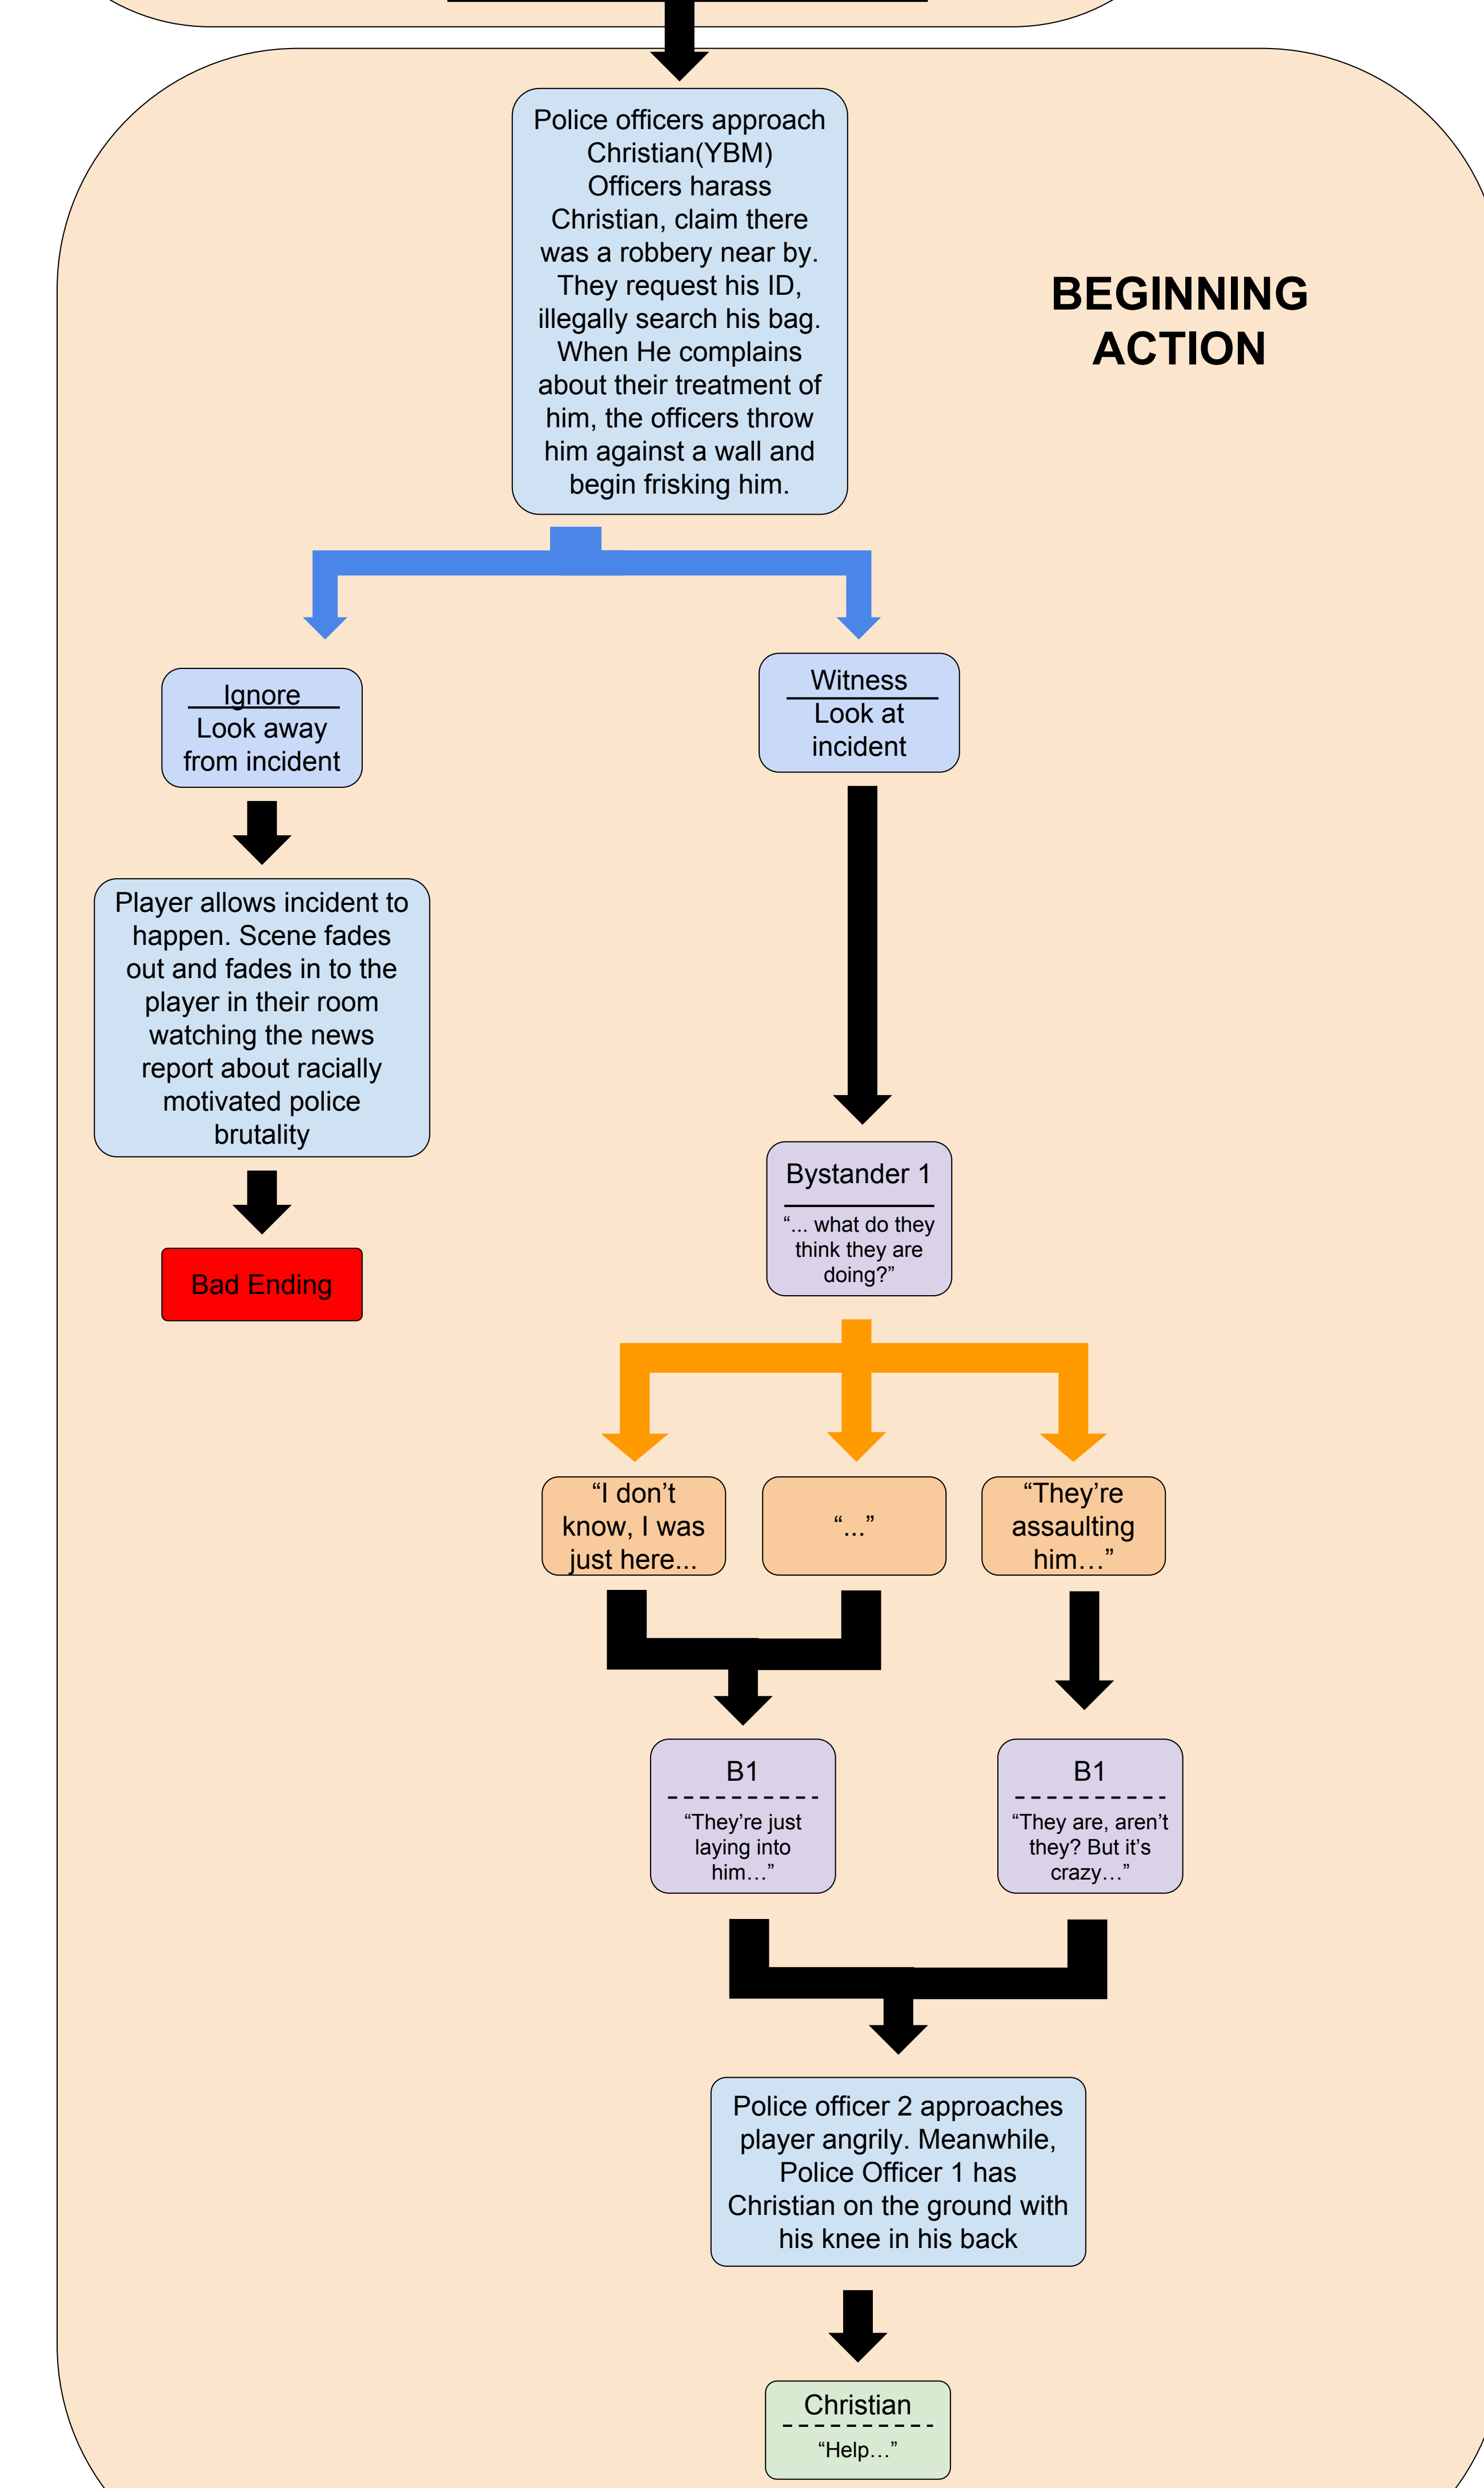 Police officers approach
Christian(YBM)
Officers harass
Christian, claim there
was a robbery near by.
They request his ID,
illegally search his bag.
When He complains
about their treatment of
him, the officers throw
him against a wall and
begin frisking him.
BEGINNING
ACTION
Ignore
Look away
from incident
Witness
Look at
incident
Player allows incident to
happen. Scene fades
out and fades in to the
player in their room
watching the news
report about racially
motivated police
brutality
Bad Ending
Bystander 1
“... what do they
think they are
doing?”
“I don’t
know, I was
just here...
“...”
“They’re
assaulting
him…”
B1
“They’re just
laying into
him…”
B1
“They are, aren’t
they? But it’s
crazy…”
Police officer 2 approaches
player angrily. Meanwhile,
Police Officer 1 has
Christian on the ground with
his knee in his back
Christian
“Help…”